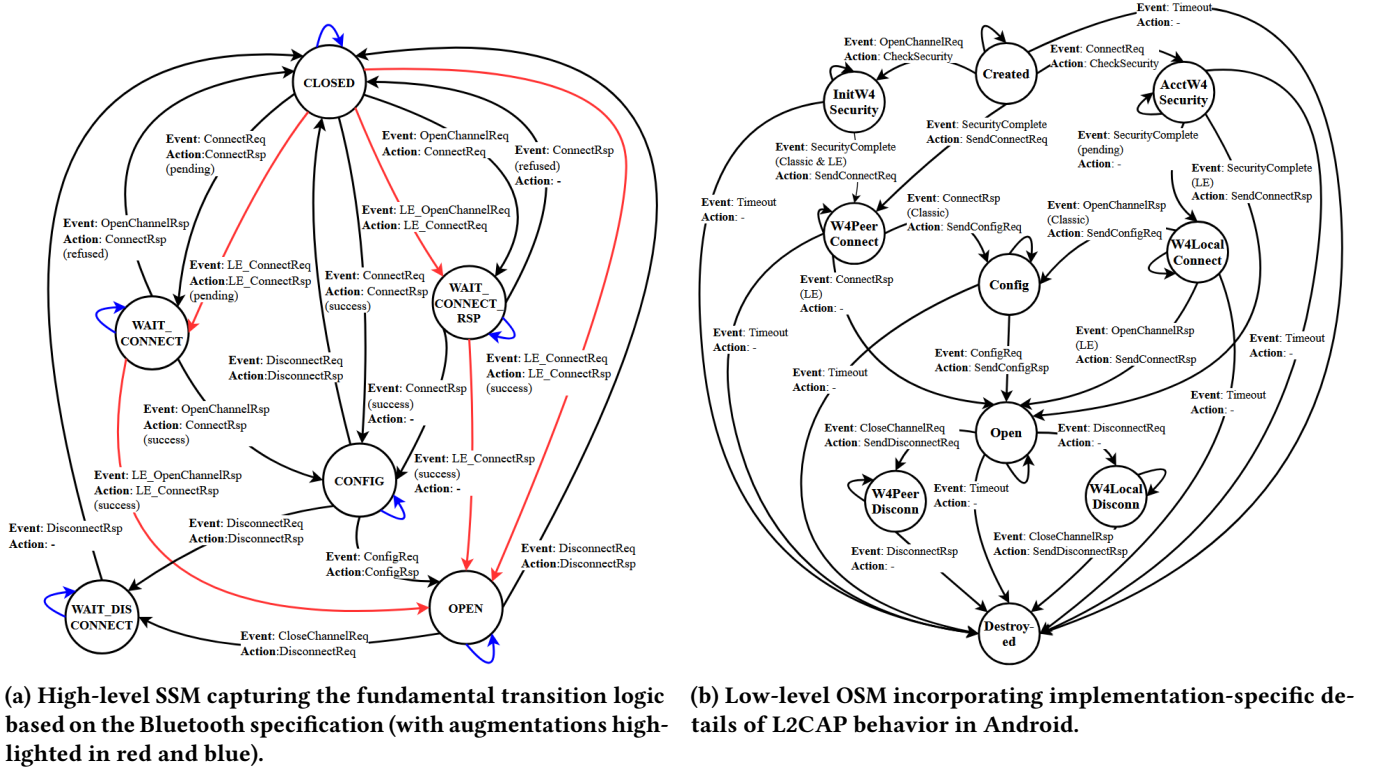 CLOSED
Event: ConnectReq
Action:ConnectRsp
(pending)
Event: OpenChannelReq
Action: ConnectReq
Event: ConnectRsp
(refused)
Action: -
Event: OpenChannelRsp
Action: ConnectRsp
(refused)
Event: LE_OpenChannelReq
Action: LE_ConnectReq
Event: LE_ConnectReq
Action:LE_ConnectRsp
(pending)
Event: ConnectReq
Action: ConnectRsp
(success)
WAIT_
CONNECT_
RSP
WAIT_
CONNECT
Event: DisconnectReq
Action:DisconnectRsp
Event: LE_ConnectReq
Action: LE_ConnectRsp
(success)
Event: ConnectRsp
(success)
Action: -
Event: OpenChannelRsp
Action: ConnectRsp
(success)
Event: LE_ConnectRsp
(success)
Action: -
CONFIG
Event: LE_OpenChannelRsp
Action: LE_ConnectRsp
(success)
Event: DisconnectRsp
Action: -
Event: DisconnectReq
Action:DisconnectRsp
Event: ConfigReq
Action:ConfigRsp
Event: DisconnectReq
Action:DisconnectRsp
WAIT_DIS
CONNECT
OPEN
Event: CloseChannelReq
Action:DisconnectReq
(a) High-level SSM capturing the fundamental transition logic
based on the Bluetooth specification (with augmentations high-
lighted in red and blue).
Event: Timeout
Action: -
Event: OpenChannelReq
Action: CheckSecurity
Created
Event: ConnectReq
Action: CheckSecurity
InitW4
Security
AcctW4
Security
Event: SecurityComplete
Action: SendConnectReq
Event: SecurityComplete
(pending)
Action: -
Event: SecurityComplete
(Classic & LE)
Action: SendConnectReq
Event: SecurityComplete
(LE)
Action: SendConnectRsp
Event: Timeout
Action: -
Event: ConnectRsp
(Classic)
Action: SendConfigReq
Event: OpenChannelRsp
(Classic)
Action: SendConfigReq
W4Peer
Connect
W4Local
Connect
Event: ConnectRsp
(LE)
Action: -
Config
Event: Timeout
Action: -
Event: OpenChannelRsp
(LE)
Action: SendConnectRsp
Event: Timeout
Action: -
Event: ConfigReq
Action: SendConfigRsp
Event: Timeout
Action: -
Event: Timeout
Action: -
Event: CloseChannelReq
Action: SendDisconnectReq
Open
Event: DisconnectReq
Action: -
W4Peer
Disconn
Event: Timeout
Action: -
W4Local
Disconn
Event: DisconnectRsp
Action: -
Event: CloseChannelRsp
Action: SendDisconnectRsp
Destroy-
ed
(b) Low-level OSM incorporating implementation-specific de-
tails of L2CAP behavior in Android.